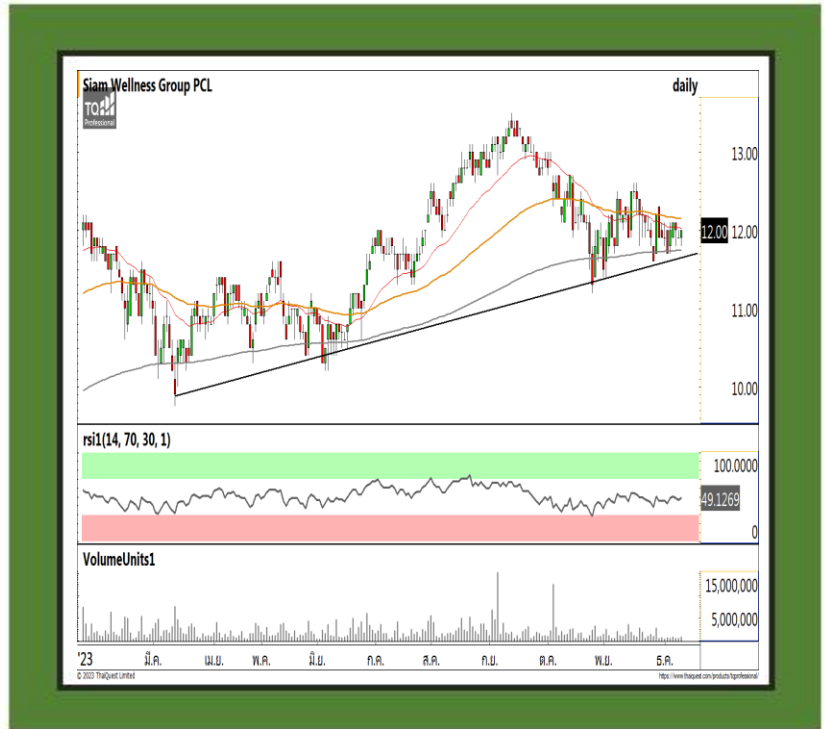 Siam Wellness Group PCL daily
TQ
Professional
13.00
12.00 12.00
11.00
10.00
rsi1(14, 70, 30, 1)
100.0000
49.1269
0
VolumeUnits1
15,000,000
5,000,000
'23 มี.ค. เม.ย. พ.ค. มิ.ย. ก.ค. ส.ค. ก.ย. ต.ค. พ.ย. ธ.ค.
© 2023 ThaiQuest Limited https://www.thaiquest.com/products/tqprofessional/